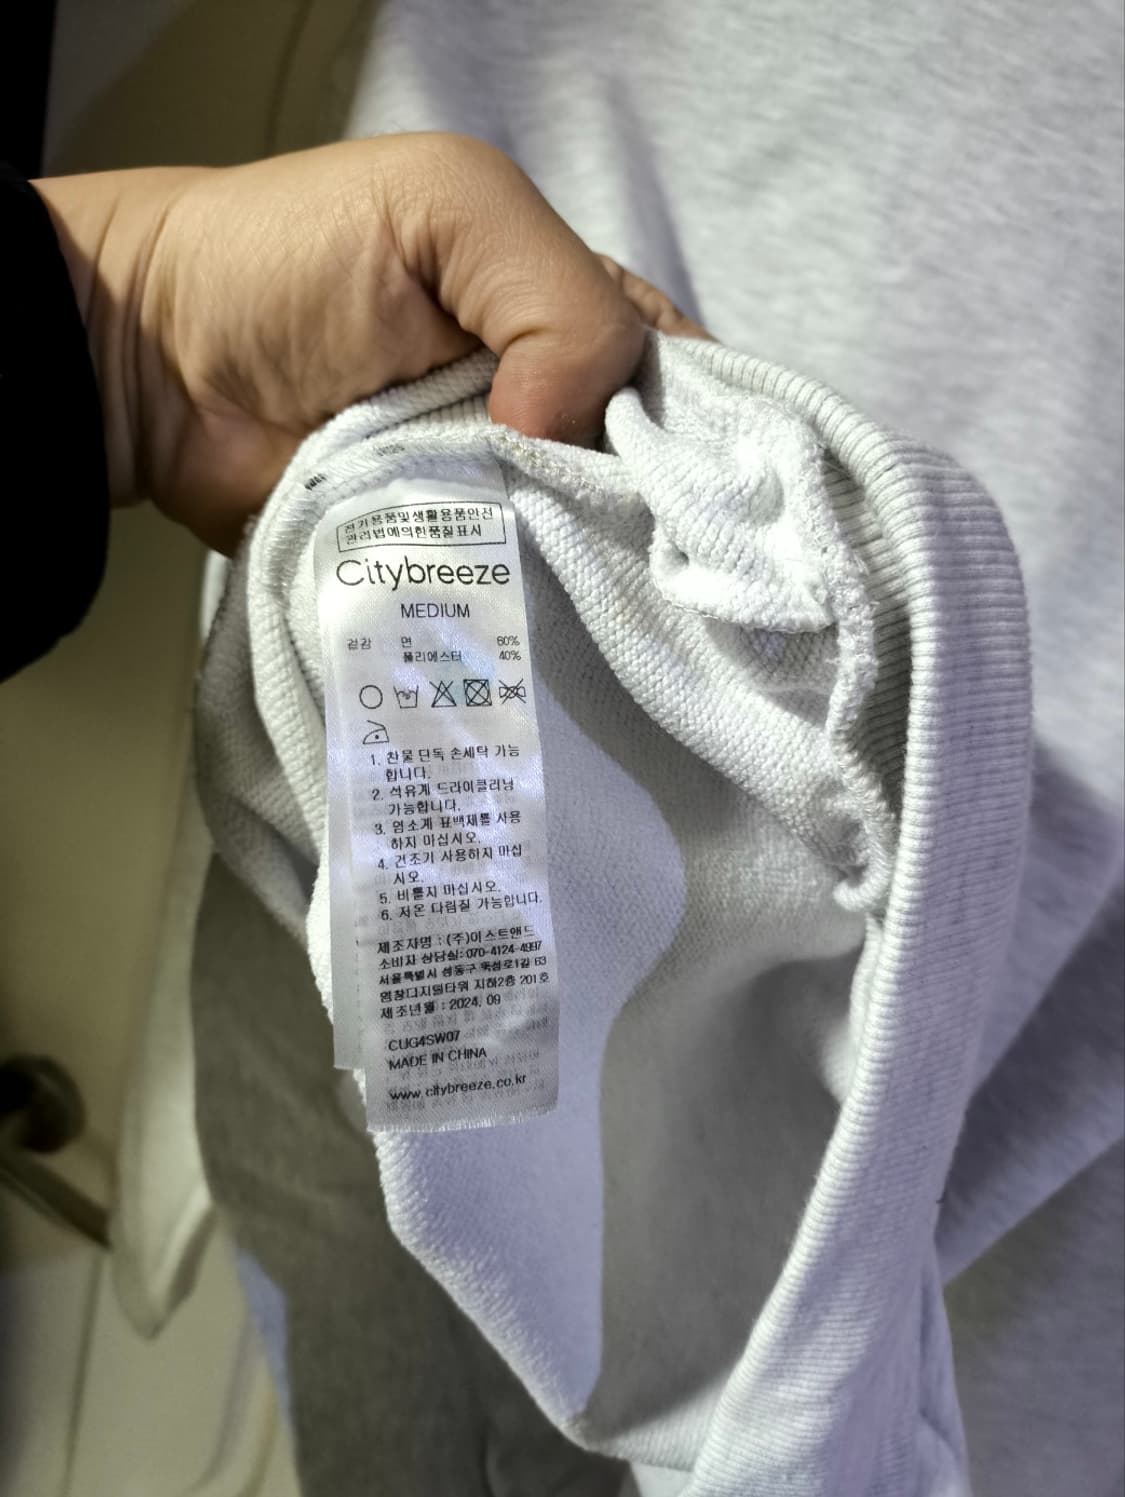 전기용품및생활용품안전
관리법에의한품질표시
Citybreeze
MEDIUM
겉감 면 60%
폴리에스터 40%
1. 찬물 단독 손세탁 가능
합니다.
2. 석유계 드라이클리닝
가능합니다.
3. 염소계 표백제를 사용
하지 마십시오.
4. 건조기 사용하지 마십
시오.
5. 비틀지 마십시오.
6. 저온 다림질 가능합니다.
제조자명 : (주)이스트앤드
소비자 상담실: 070-4124-4997
서울특별시 성동구 뚝섬로1길 63
영창디지털타워 지하2층 201호
제조년월 : 2024. 09
CUG4SW07
MADE IN CHINA
www.citybreeze.co.kr